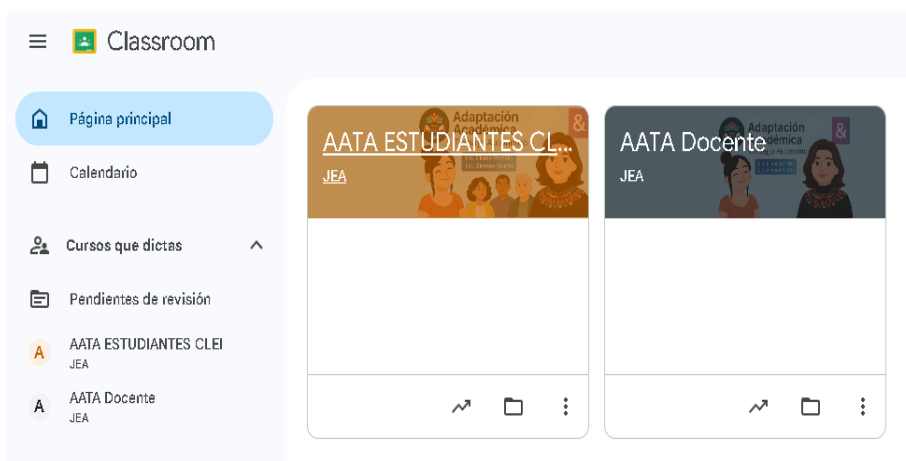 Classroom
Página principal
Calendario
Cursos que dictas
Pendientes de revisión
A
AATA ESTUDIANTES CLEI
JEA
A
AATA Docente
JEA
Adaptación
Académica
&
AATA ESTUDIANTES CL...
JEA
Adaptación
&
AATA Docente
JEA